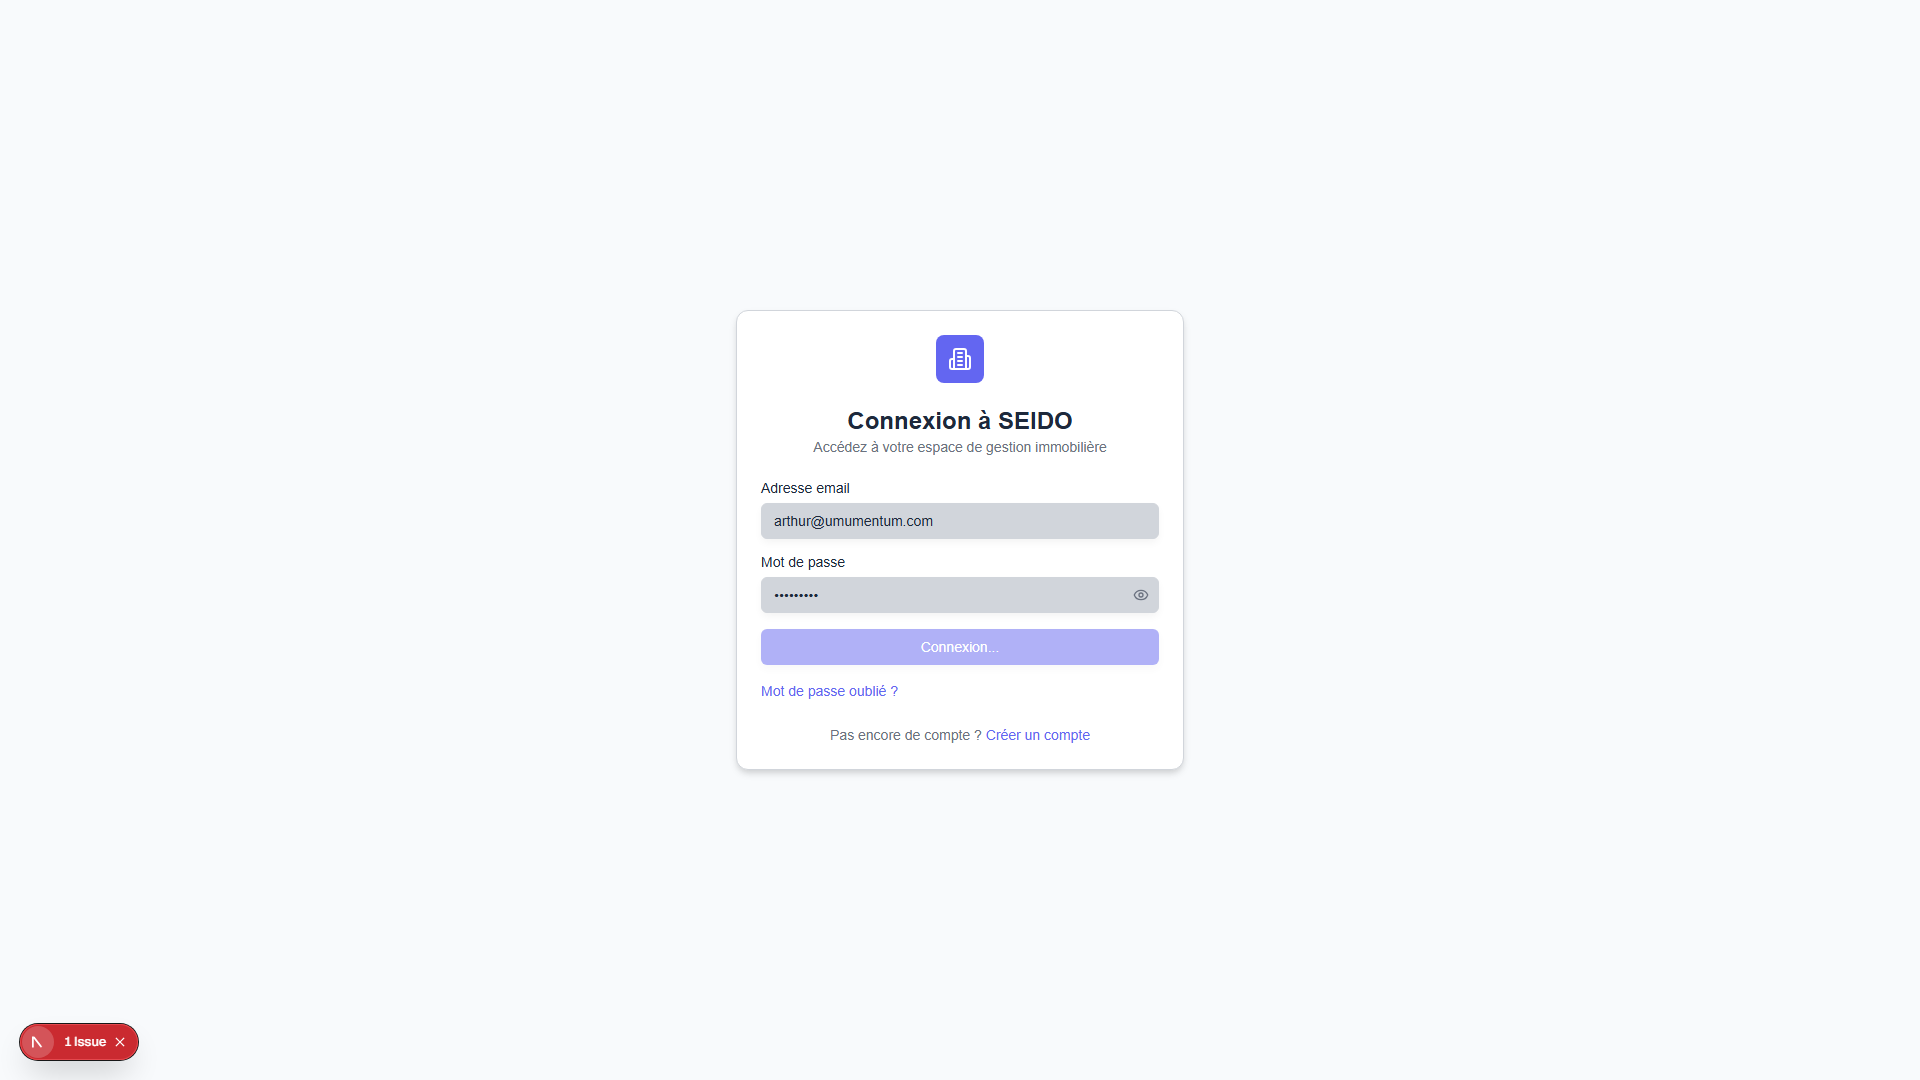 Connexion à SEIDO
Accédez à votre espace de gestion immobilière
Adresse email
arthur@umumentum.com
Mot de passe
•••••••••
Connexion...
Mot de passe oublié ?
Pas encore de compte ? Créer un compte
1 Issue